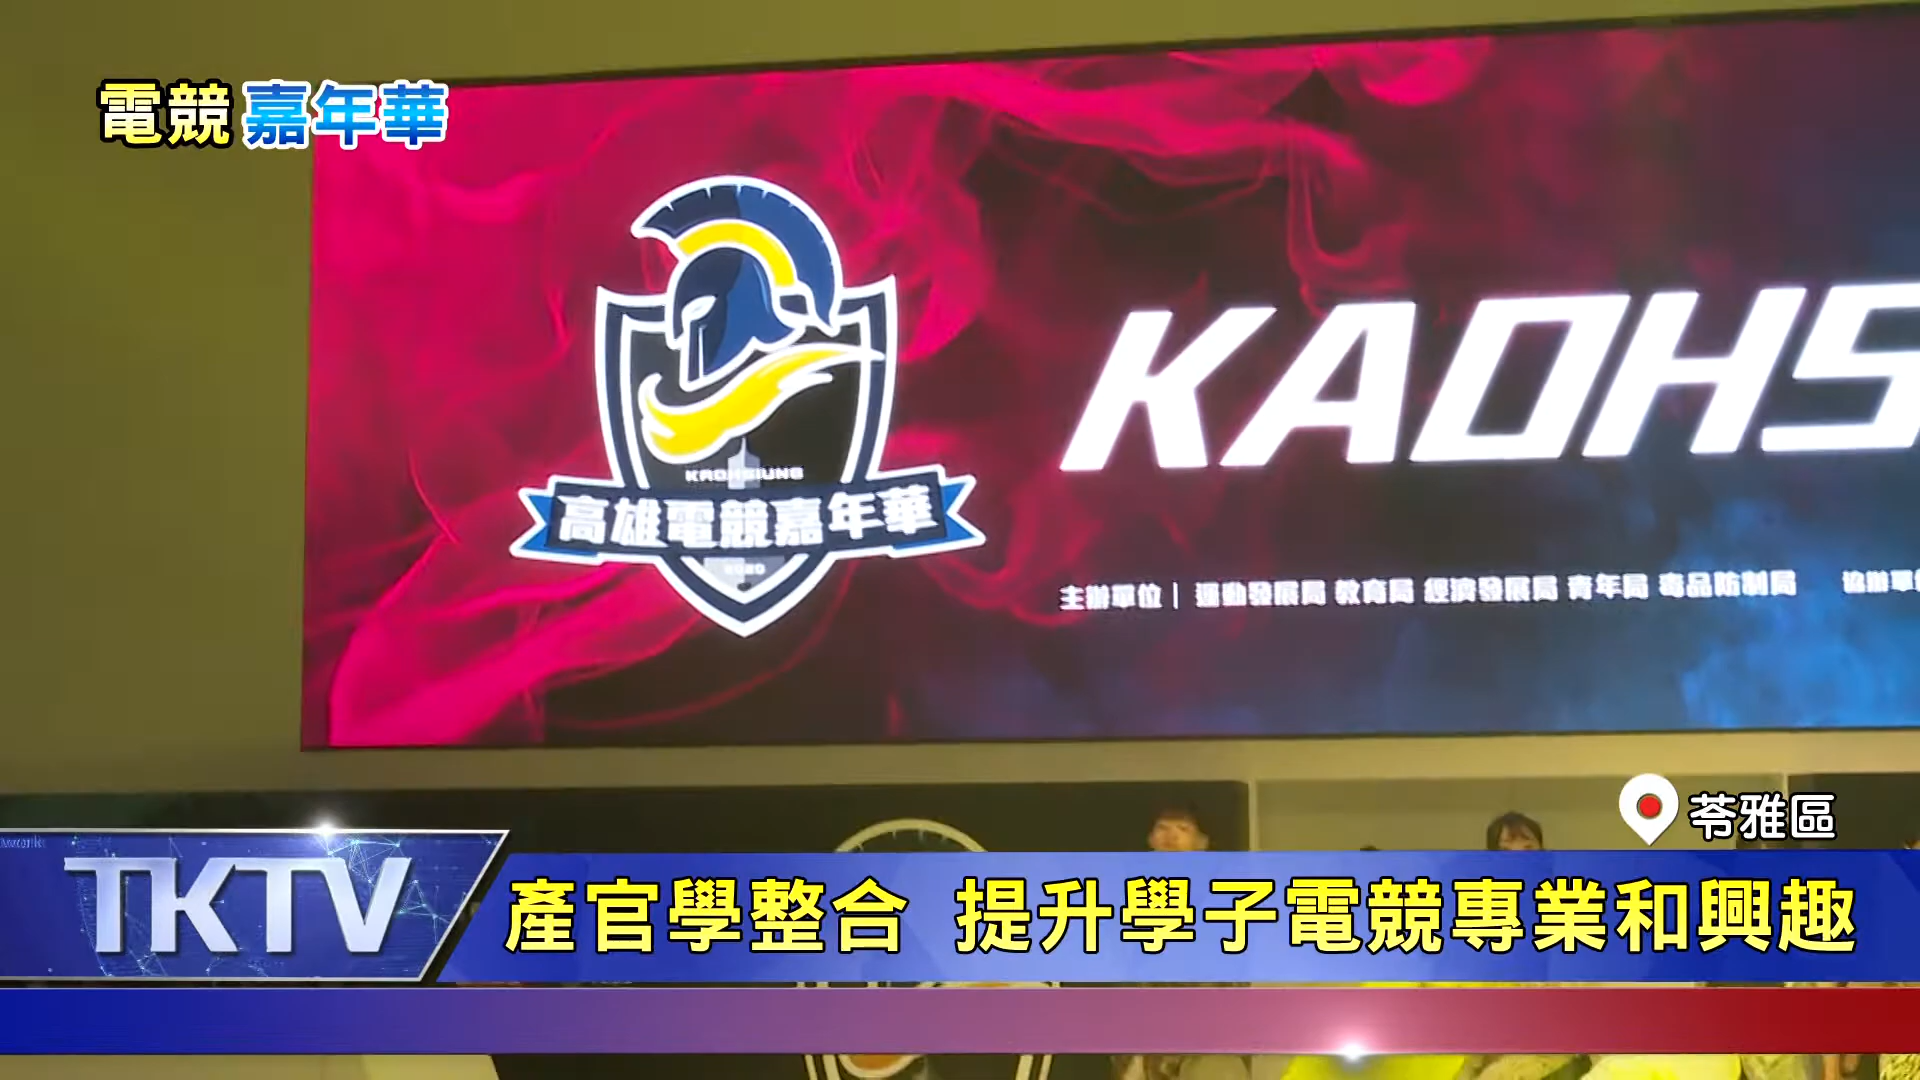 電競嘉年華
KAOHS
KAOHSIUNG
高雄電競嘉年華
2020
主辦單位｜ 運動發展局 教育局 經濟發展局 青年局 毒品防制局 協辦單
苓雅區
TKTV
產官學整合 提升學子電競專業和興趣